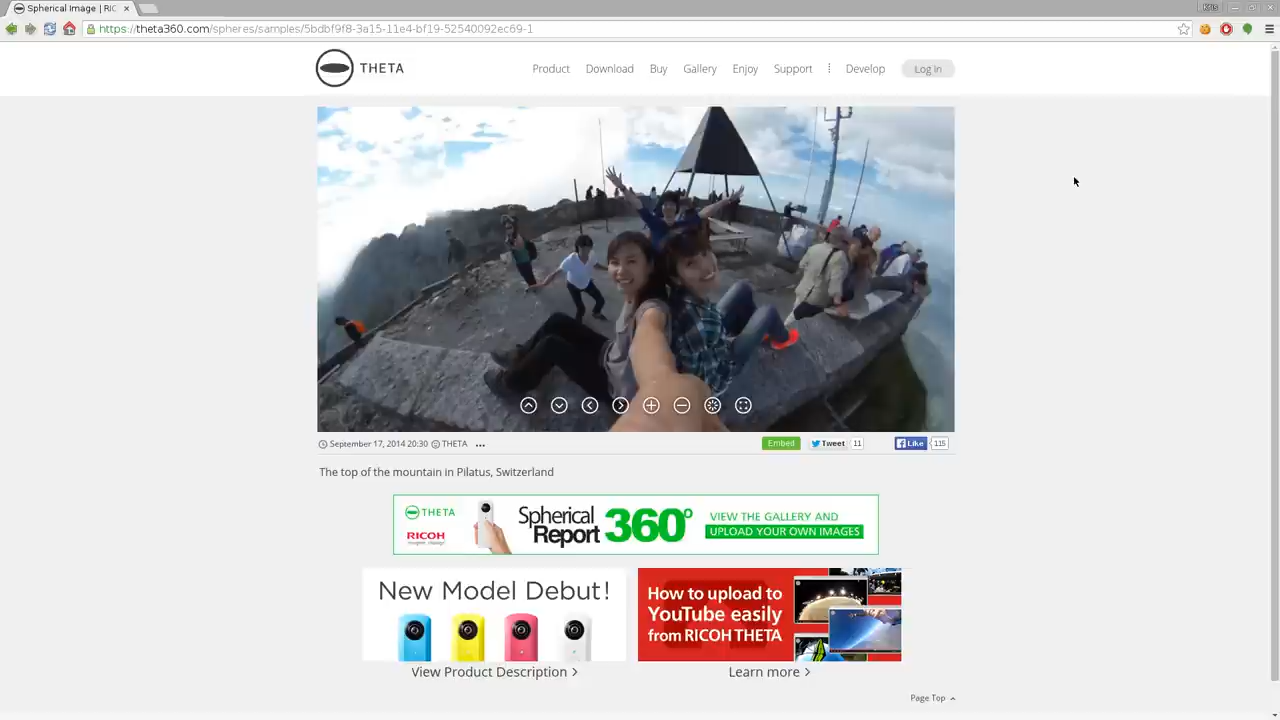 Spherical Image | RIC
https://theta360.com/spheres/samples/5bdbf9f8-3a15-11e4-bf19-52540092ec69-1
THETA
Product Download Buy Gallery Enjoy Support Develop Log in
September 17, 2014 20:30 THETA ...
Embed Tweet 11 Like 115
The top of the mountain in Pilatus, Switzerland
THETA
RICOH
Spherical
Report 360°
VIEW THE GALLERY AND
UPLOAD YOUR OWN IMAGES
New Model Debut!
View Product Description >
How to upload to
YouTube easily
from RICOH THETA
Learn more >
Page Top